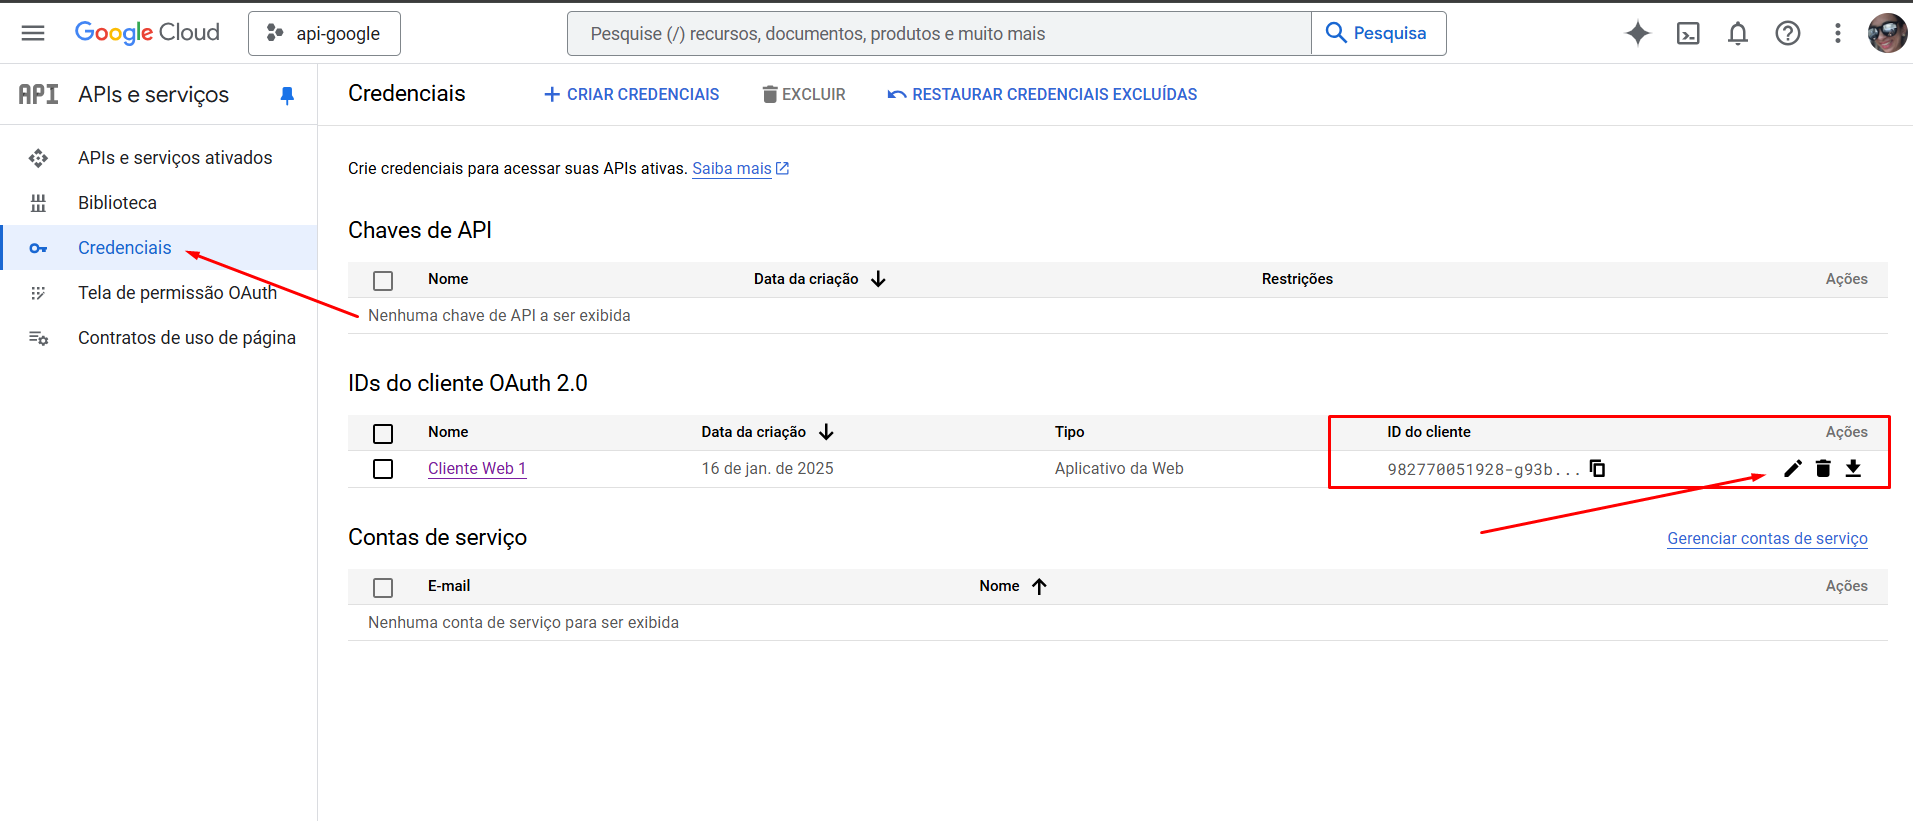 Google Cloud
api-google
Pesquise (/) recursos, documentos, produtos e muito mais
Pesquisa
API
APIs e serviços
Credenciais
CRIAR CREDENCIAIS
EXCLUIR
RESTAURAR CREDENCIAIS EXCLUÍDAS
APIs e serviços ativados
Biblioteca
Credenciais
Tela de permissão OAuth
Contratos de uso de página
Crie credenciais para acessar suas APIs ativas. Saiba mais
Chaves de API
Nome Data da criação Restrições Ações
Nenhuma chave de API a ser exibida
IDs do cliente OAuth 2.0
Nome Data da criação Tipo ID do cliente Ações
Cliente Web 1 16 de jan. de 2025 Aplicativo da Web 982770051928-g93b...
Contas de serviço
Gerenciar contas de serviço
E-mail Nome Ações
Nenhuma conta de serviço para ser exibida